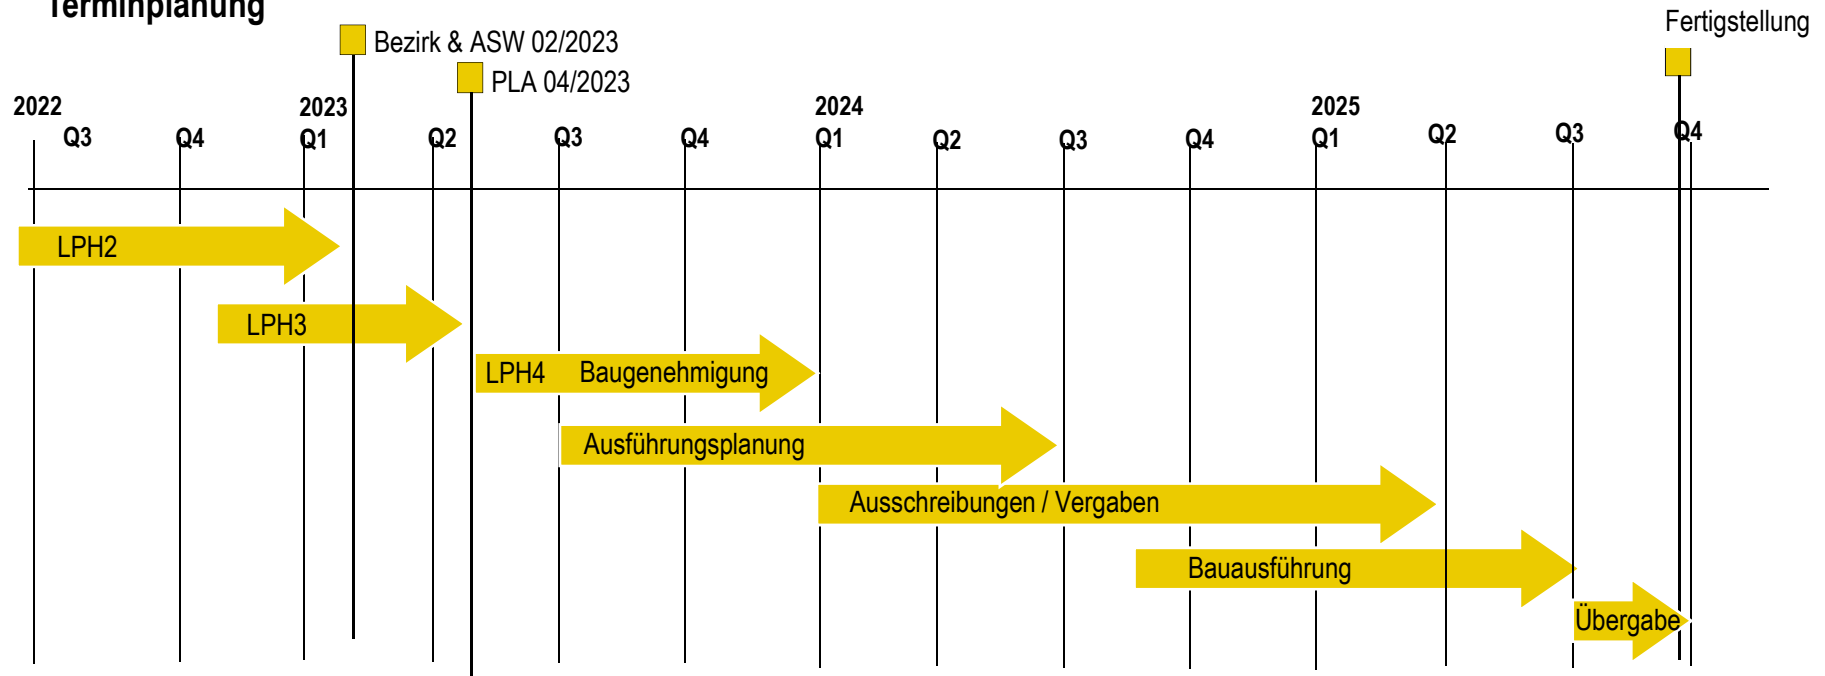 Terminplanung
Fertigstellung
Bezirk & ASW 02/2023
PLA 04/2023
2022 2023 2024 2025
Q3 Q4 Q1 Q2 Q3 Q4 Q1 Q2 Q3 Q4 Q1 Q2 Q3 Q4
LPH2
LPH3
LPH4 Baugenehmigung
Ausführungsplanung
Ausschreibungen / Vergaben
Bauausführung
Übergabe